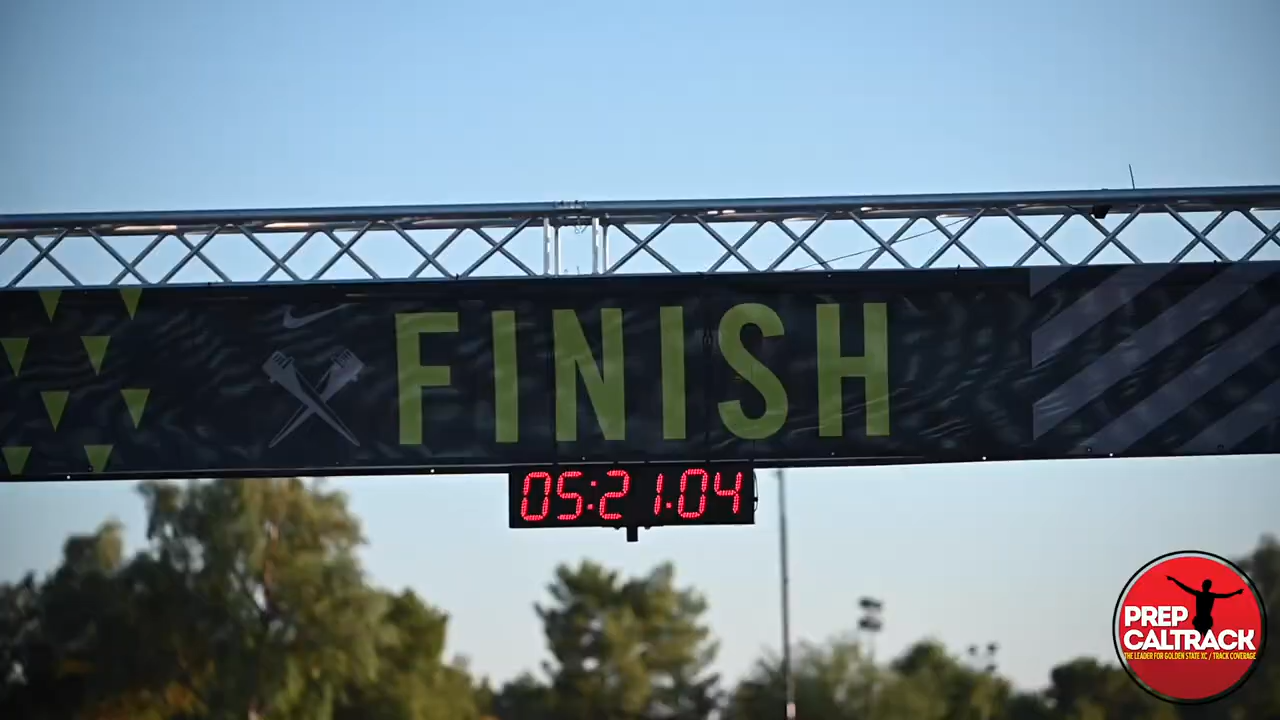 FINISH
05:21.04
PREP
CALTRACK
THE LEADER FOR GOLDEN STATE XC / TRACK COVERAGE